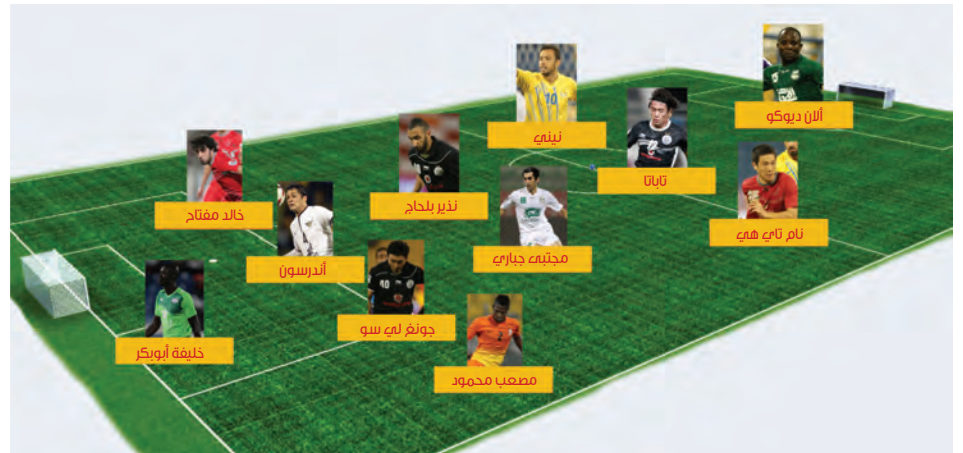 ألان ديوكو
نيني
تاباتا
نام تاي هي
نذير بلحاج
مجتبى جباري
خالد مفتاح
أندرسون
جونغ لي سو
خليفة أبوبكر
مصعب محمود